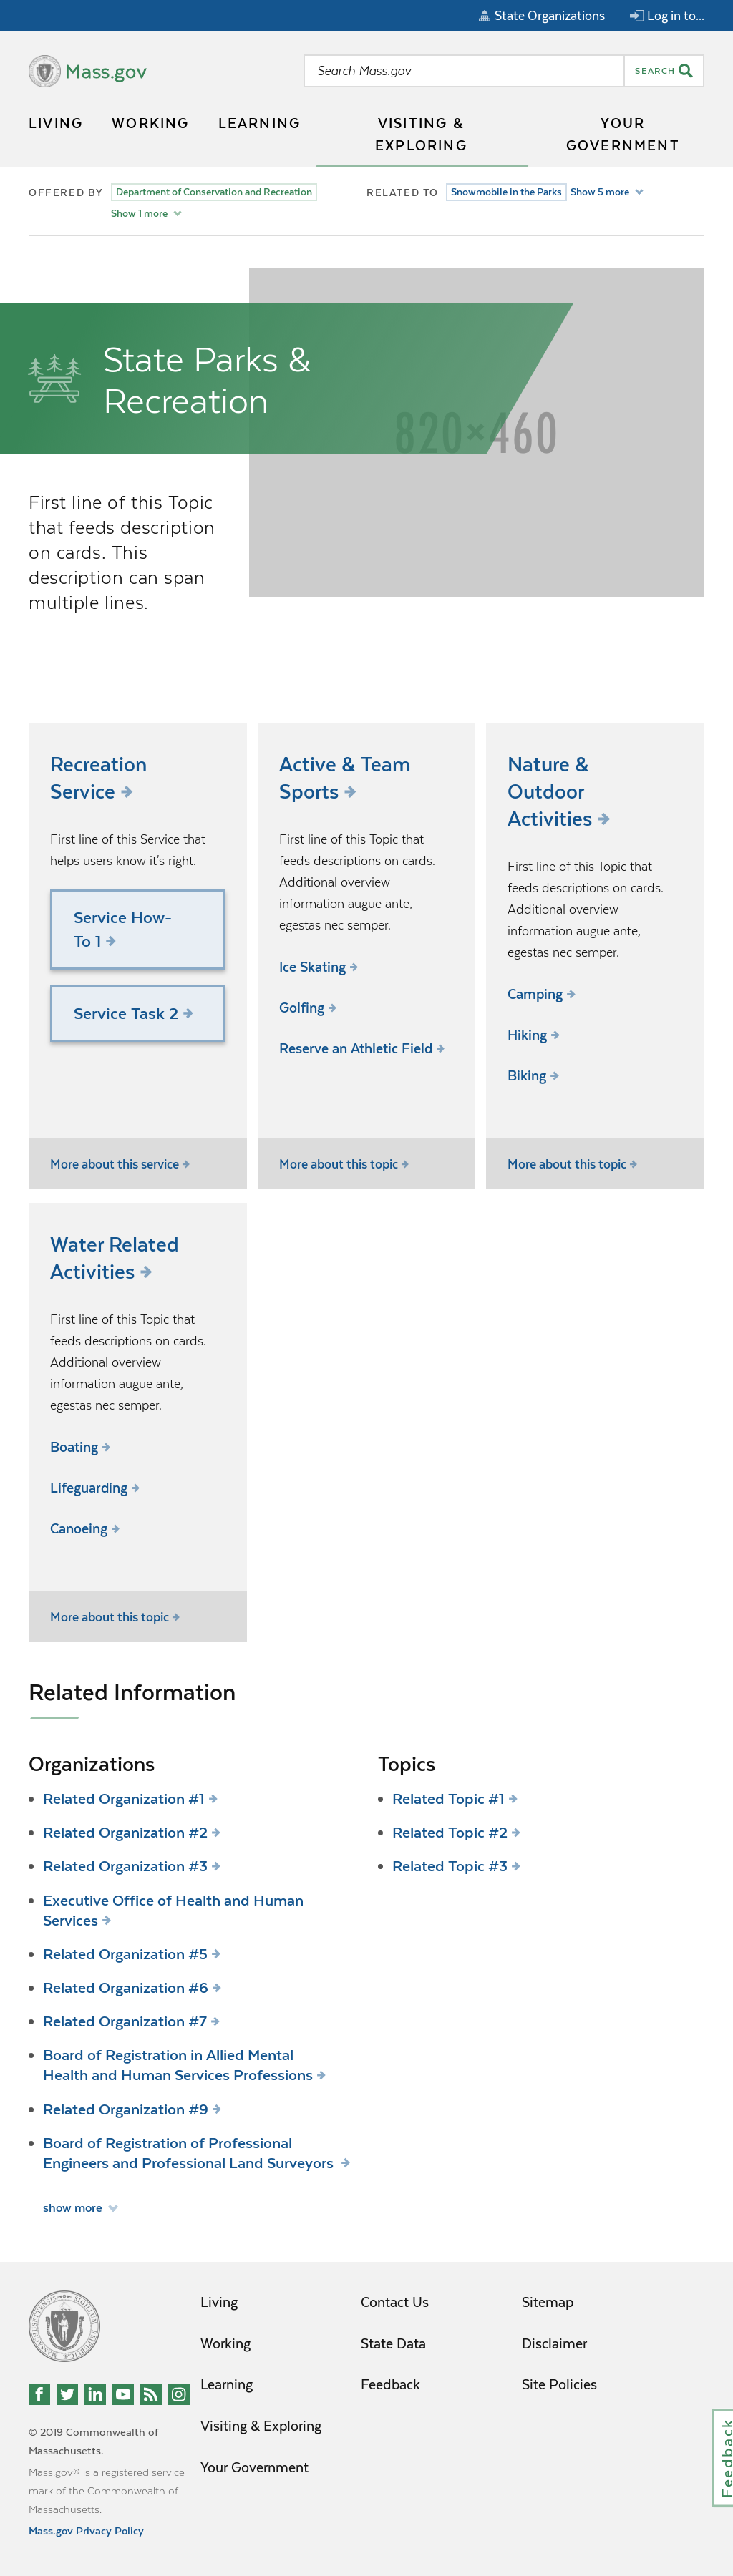 State Organizations
Log in to...
Mass.gov
Search Mass.gov
SEARCH
LIVING
WORKING
LEARNING
VISITING &
EXPLORING
YOUR
GOVERNMENT
OFFERED BY
Department of Conservation and Recreation
Show 1 more
RELATED TO
Snowmobile in the Parks
Show 5 more
State Parks &
Recreation
820×460
First line of this Topic
that feeds description
on cards. This
description can span
multiple lines.
Recreation
Service
First line of this Service that
helps users know it's right.
Service How-
To 1
Service Task 2
More about this service
Active & Team
Sports
First line of this Topic that
feeds descriptions on cards.
Additional overview
information augue ante,
egestas nec semper.
Ice Skating
Golfing
Reserve an Athletic Field
More about this topic
Nature &
Outdoor
Activities
First line of this Topic that
feeds descriptions on cards.
Additional overview
information augue ante,
egestas nec semper.
Camping
Hiking
Biking
More about this topic
Water Related
Activities
First line of this Topic that
feeds descriptions on cards.
Additional overview
information augue ante,
egestas nec semper.
Boating
Lifeguarding
Canoeing
More about this topic
Related Information
Organizations
Related Organization #1
Related Organization #2
Related Organization #3
Executive Office of Health and Human
Services
Related Organization #5
Related Organization #6
Related Organization #7
Board of Registration in Allied Mental
Health and Human Services Professions
Related Organization #9
Board of Registration of Professional
Engineers and Professional Land Surveyors
show more
Topics
Related Topic #1
Related Topic #2
Related Topic #3
© 2019 Commonwealth of
Massachusetts.
Mass.gov® is a registered service
mark of the Commonwealth of
Massachusetts.
Mass.gov Privacy Policy
Living
Working
Learning
Visiting & Exploring
Your Government
Contact Us
State Data
Feedback
Sitemap
Disclaimer
Site Policies
Feedback